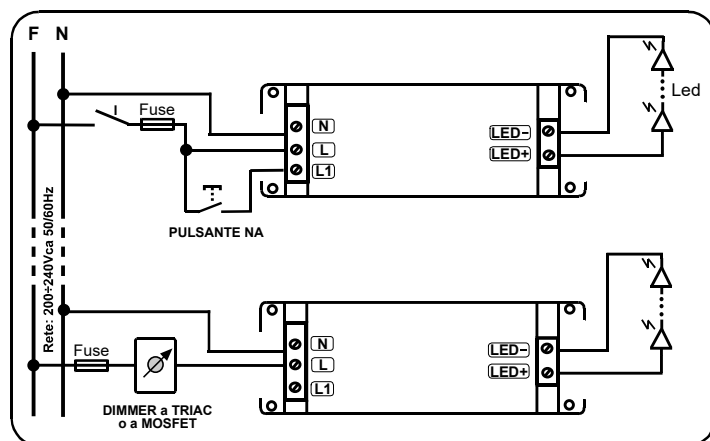 F N
I Fuse
N
L
L1
LED-
LED+
Led
PULSANTE NA
Rete: 200÷240Vca 50/60Hz
Fuse
N
L
L1
LED-
LED+
DIMMER a TRIAC
o a MOSFET